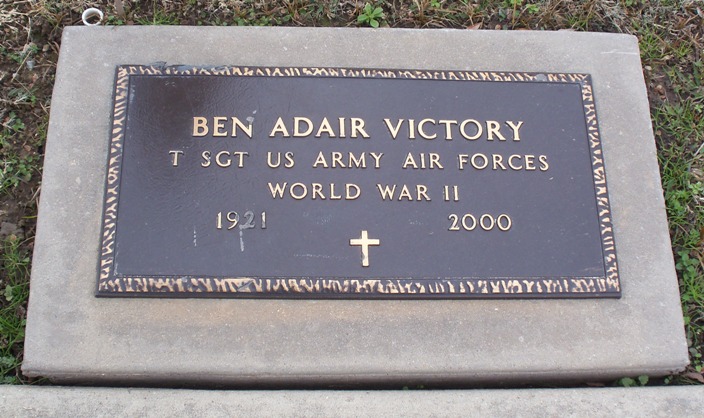 BEN ADAIR VICTORY
T SGT US ARMY AIR FORCES
WORLD WAR II
1921 2000